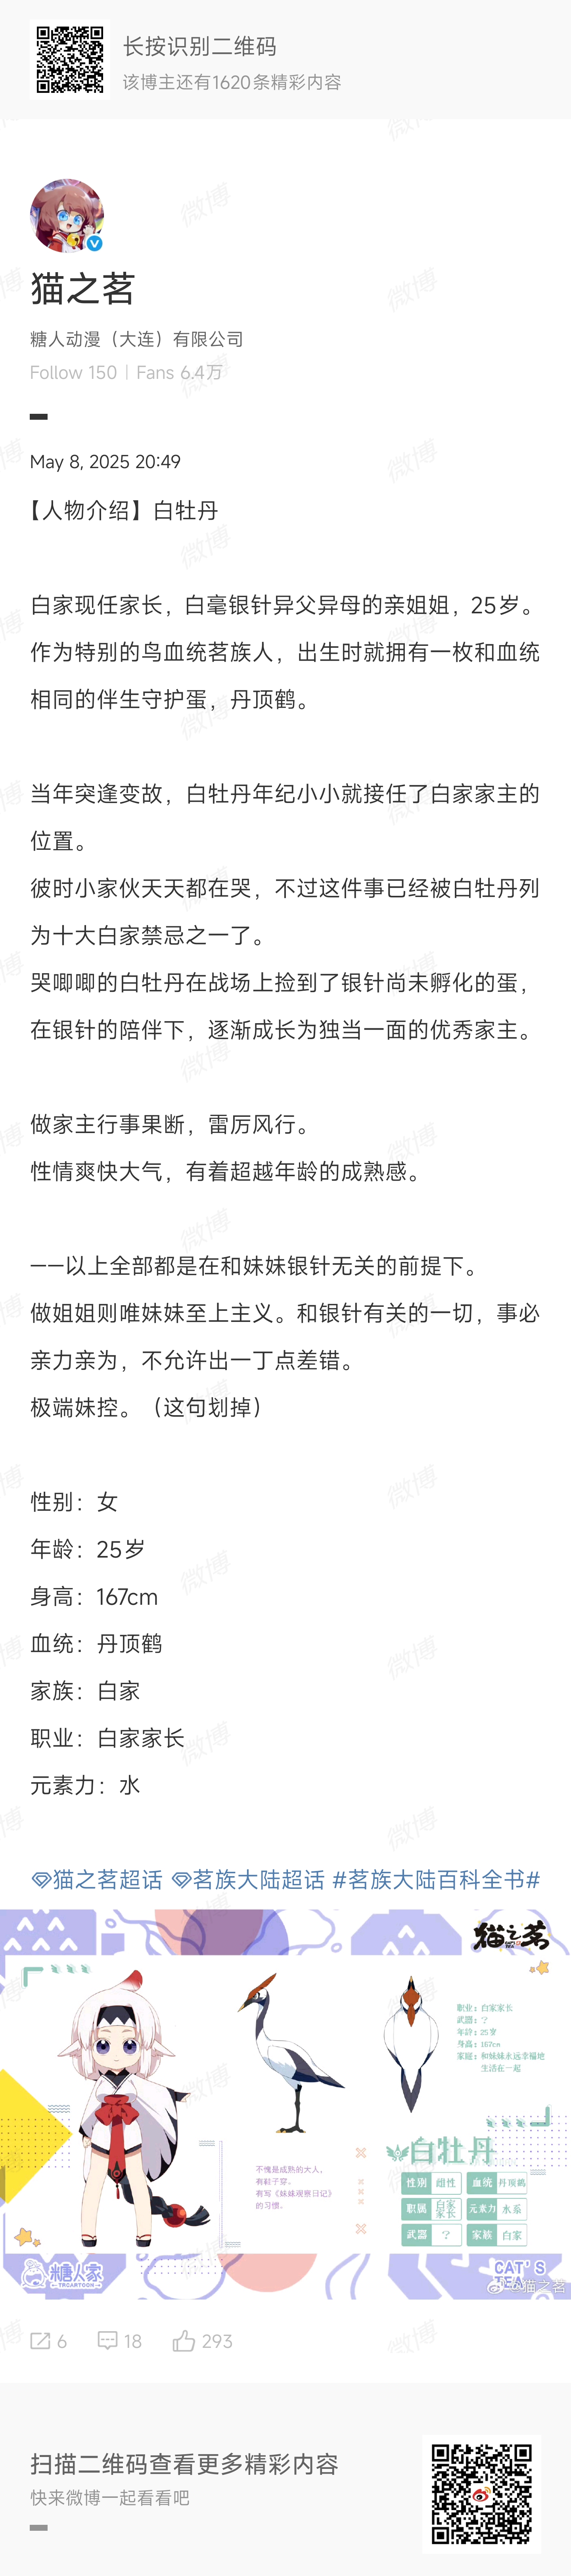 长按识别二维码
该博主还有1620条精彩内容
猫之茗
糖人动漫（大连）有限公司
Follow 150 | Fans 6.4万
May 8, 2025 20:49
【人物介绍】白牡丹
白家现任家长，白毫银针异父异母的亲姐姐，25岁。
作为特别的鸟血统茗族人，出生时就拥有一枚和血统
相同的伴生守护蛋，丹顶鹤。
当年突逢变故，白牡丹年纪小小就接任了白家家主的
位置。
彼时小家伙天天都在哭，不过这件事已经被白牡丹列
为十大白家禁忌之一了。
哭唧唧的白牡丹在战场上捡到了银针尚未孵化的蛋，
在银针的陪伴下，逐渐成长为独当一面的优秀家主。
做家主行事果断，雷厉风行。
性情爽快大气，有着超越年龄的成熟感。
——以上全部都是在和妹妹银针无关的前提下。
做姐姐则唯妹妹至上主义。和银针有关的一切，事必
亲力亲为，不允许出一丁点差错。
极端妹控。（这句划掉）
性别：女
年龄：25岁
身高：167cm
血统：丹顶鹤
家族：白家
职业：白家家长
元素力：水
猫之茗超话 茗族大陆超话 #茗族大陆百科全书#
猫之茗
职业：白家家长
武器：？
年龄：25岁
身高：167cm
家庭：和妹妹永远幸福地
生活在一起
不愧是成熟的大人，
有鞋子穿。
有写《妹妹观察日记》
的习惯。
白牡丹
性别 雌性 血统 丹顶鹤
职属 白家家长 元素力 水系
武器 ？ 家族 白家
糖人家
TRCARTOON
CAT'S
TEA
@猫之茗
6 18 293
扫描二维码查看更多精彩内容
快来微博一起看看吧
微博